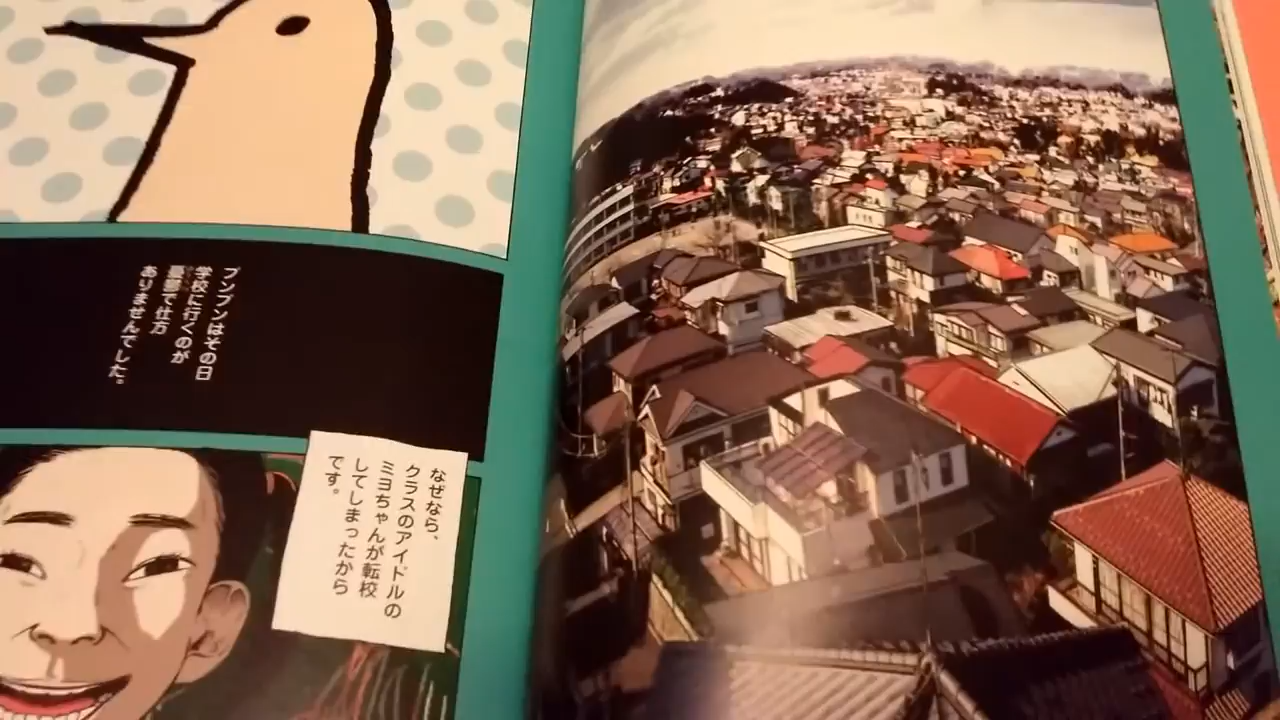 プンプンはその日
学校に行くのが
憂鬱で仕方
ありませんでした。
なぜなら、
クラスのアイドルの
ミヨちゃんが転校
してしまったから
です。